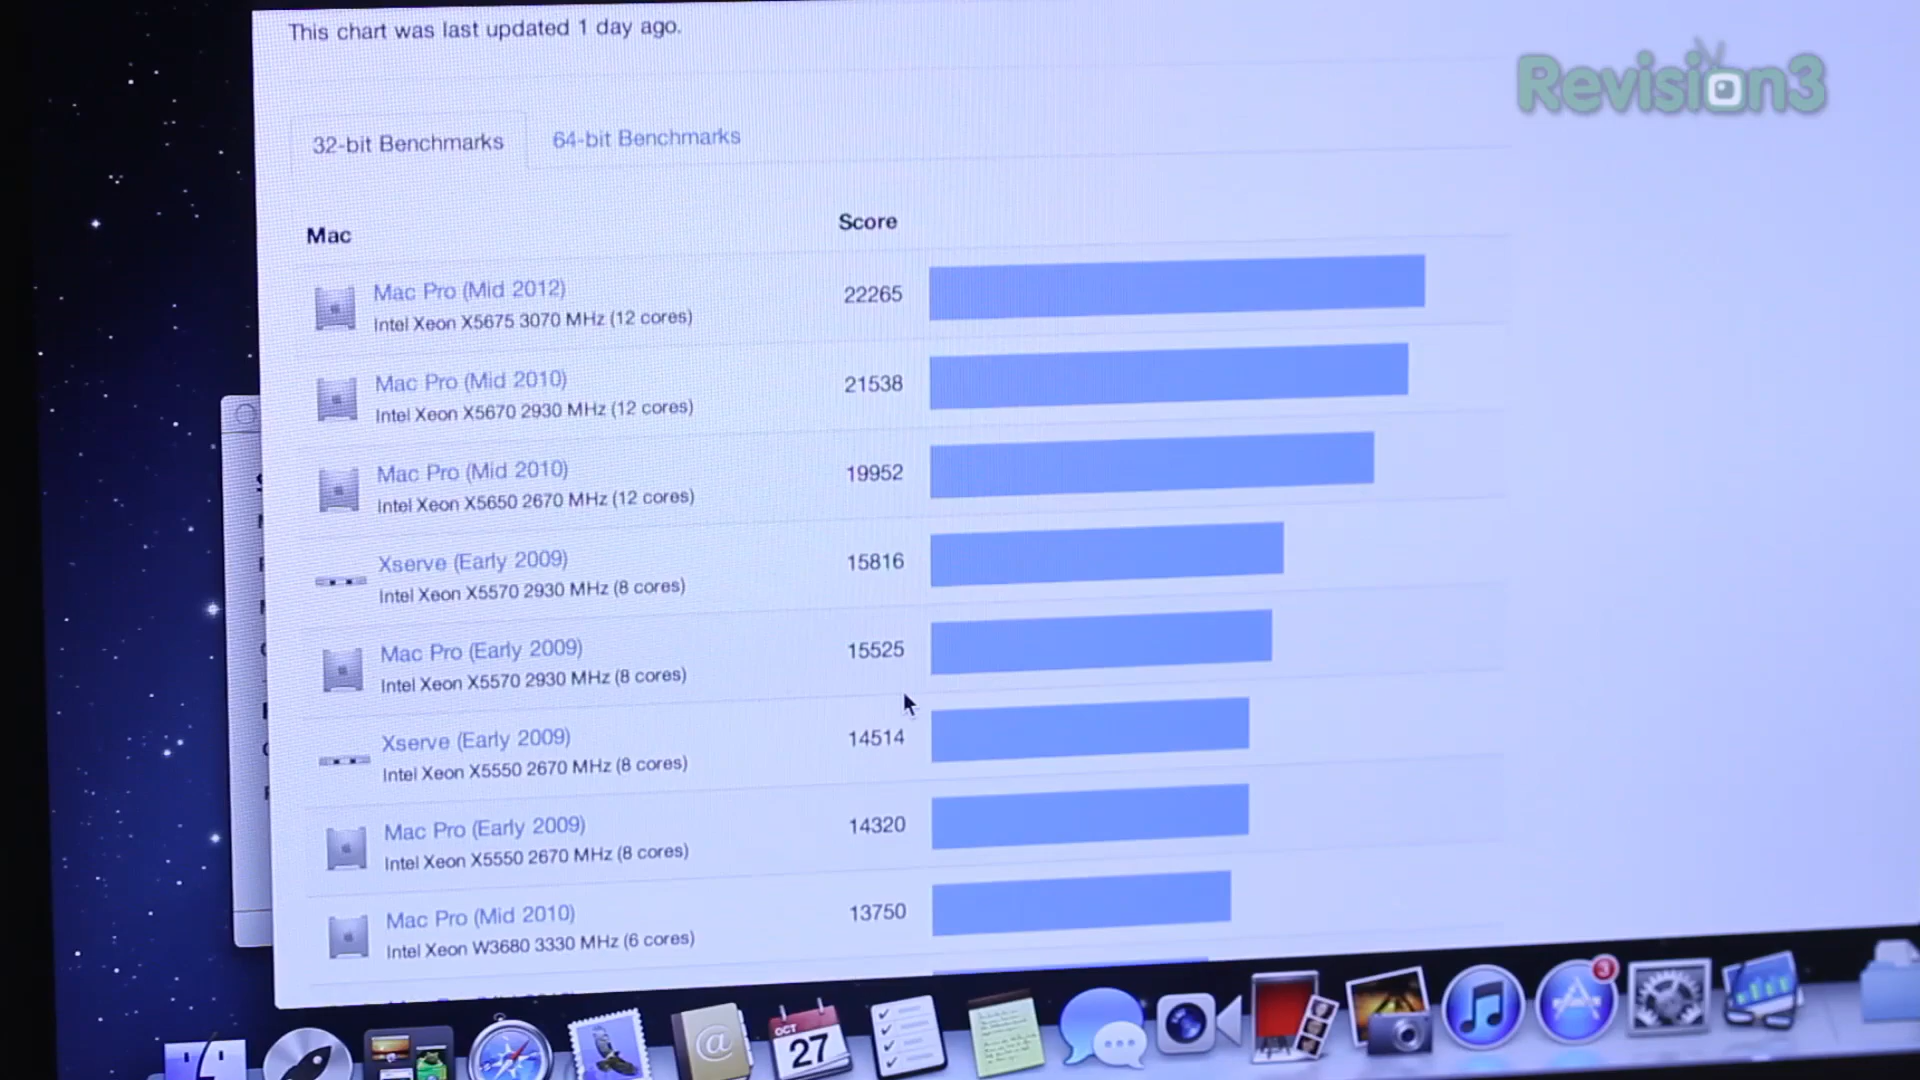 This chart was last updated 1 day ago.
Revision3
32-bit Benchmarks
64-bit Benchmarks
Mac
Score
Mac Pro (Mid 2012)
Intel Xeon X5675 3070 MHz (12 cores)
22265
Mac Pro (Mid 2010)
Intel Xeon X5670 2930 MHz (12 cores)
21538
Mac Pro (Mid 2010)
Intel Xeon X5650 2670 MHz (12 cores)
19952
Xserve (Early 2009)
Intel Xeon X5570 2930 MHz (8 cores)
15816
Mac Pro (Early 2009)
Intel Xeon X5570 2930 MHz (8 cores)
15525
Xserve (Early 2009)
Intel Xeon X5550 2670 MHz (8 cores)
14514
Mac Pro (Early 2009)
Intel Xeon X5550 2670 MHz (8 cores)
14320
Mac Pro (Mid 2010)
Intel Xeon W3680 3330 MHz (6 cores)
13750
@
OCT
27
3